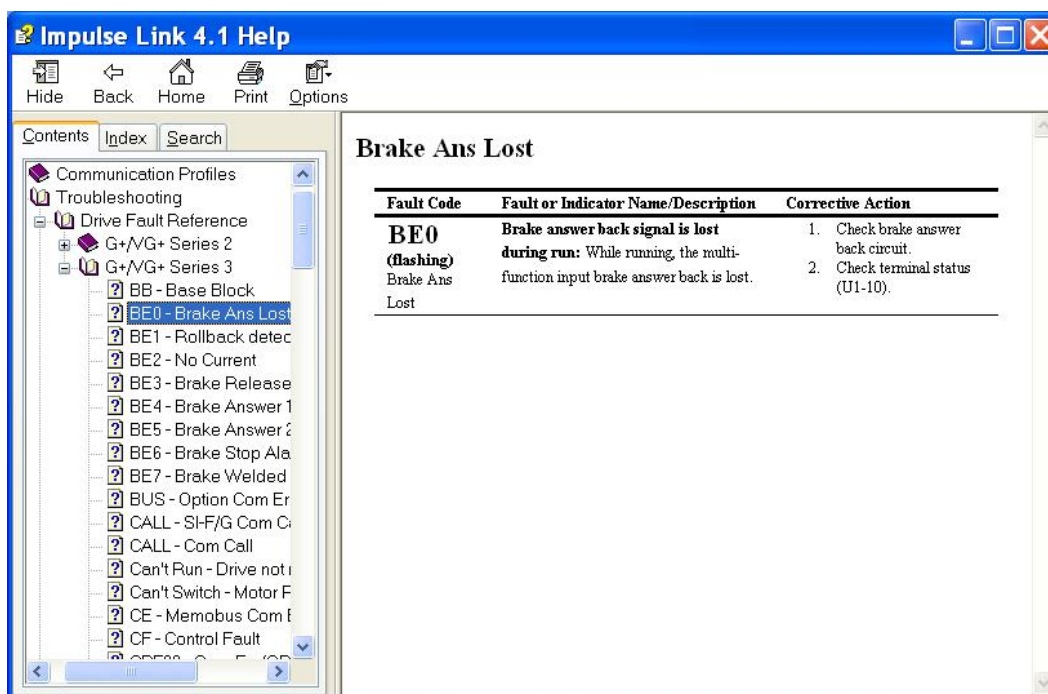 Impulse Link 4.1 Help
Hide Back Home Print Options
Contents Index Search
Communication Profiles
Troubleshooting
Drive Fault Reference
G+/VG+ Series 2
G+/VG+ Series 3
BB - Base Block
BE0 - Brake Ans Lost
BE1 - Rollback detec
BE2 - No Current
BE3 - Brake Release
BE4 - Brake Answer 1
BE5 - Brake Answer 2
BE6 - Brake Stop Ala
BE7 - Brake Welded
BUS - Option Com Er
CALL - SI-F/G Com
CALL - Com Call
Can't Run - Drive not
Can't Switch - Motor F
CE - Memobus Com
CF - Control Fault
Brake Ans Lost
Fault Code Fault or Indicator Name/Description Corrective Action
BE0
(flashing)
Brake Ans
Lost
Brake answer back signal is lost
during run: While running, the multi-
function input brake answer back is lost.
1. Check brake answer
back circuit.
2. Check terminal status
(U1-10).